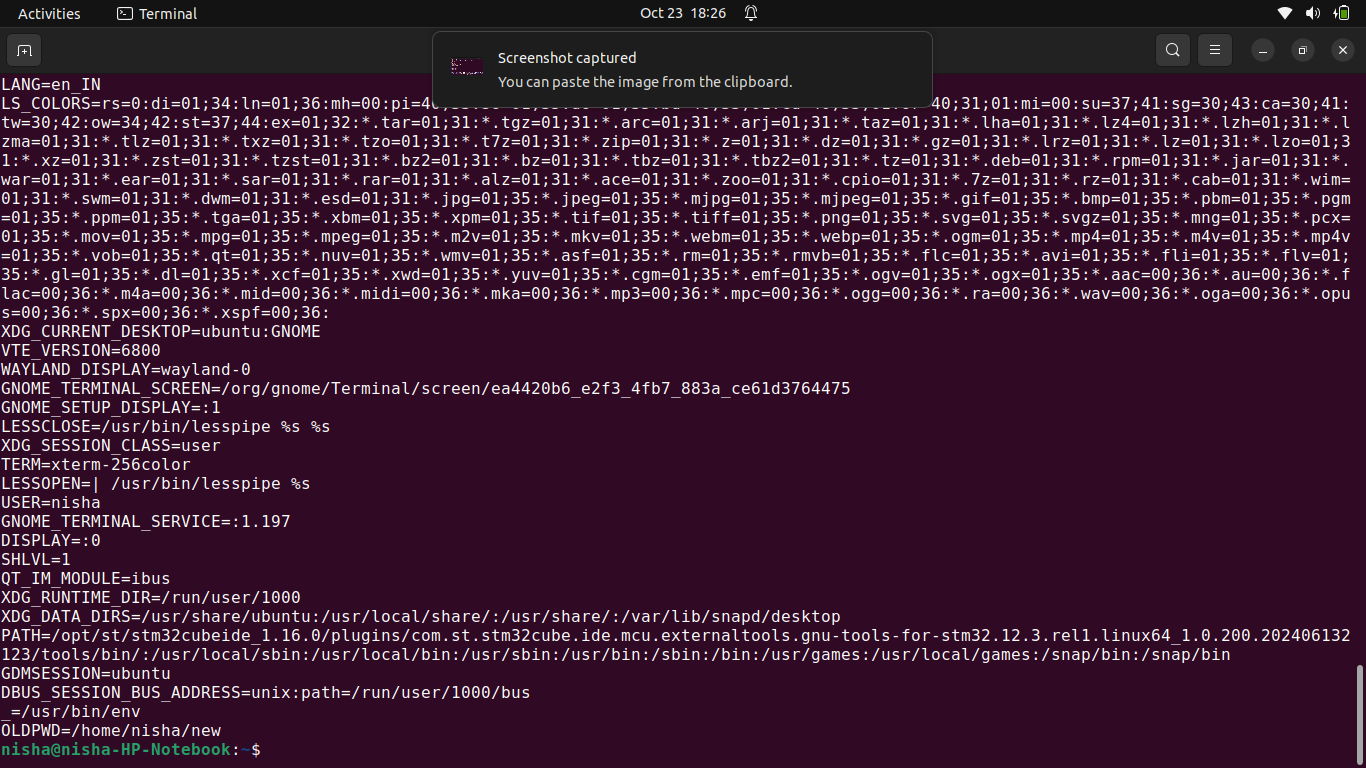 Activities Terminal Oct 23 18:26
Screenshot captured
You can paste the image from the clipboard.
LANG=en_IN
LS_COLORS=rs=0:di=01;34:ln=01;36:mh=00:pi=40;31;01:mi=00:su=37;41:sg=30;43:ca=30;41:
tw=30;42:ow=34;42:st=37;44:ex=01;32:*.tar=01;31:*.tgz=01;31:*.arc=01;31:*.arj=01;31:*.taz=01;31:*.lha=01;31:*.lz4=01;31:*.lzh=01;31:*.l
zma=01;31:*.tlz=01;31:*.txz=01;31:*.tzo=01;31:*.t7z=01;31:*.zip=01;31:*.z=01;31:*.dz=01;31:*.gz=01;31:*.lrz=01;31:*.lz=01;31:*.lzo=01;3
1:*.xz=01;31:*.zst=01;31:*.tzst=01;31:*.bz2=01;31:*.bz=01;31:*.tbz=01;31:*.tbz2=01;31:*.tz=01;31:*.deb=01;31:*.rpm=01;31:*.jar=01;31:*.
war=01;31:*.ear=01;31:*.sar=01;31:*.rar=01;31:*.alz=01;31:*.ace=01;31:*.zoo=01;31:*.cpio=01;31:*.7z=01;31:*.rz=01;31:*.cab=01;31:*.wim=
01;31:*.swm=01;31:*.dwm=01;31:*.esd=01;31:*.jpg=01;35:*.jpeg=01;35:*.mjpg=01;35:*.mjpeg=01;35:*.gif=01;35:*.bmp=01;35:*.pbm=01;35:*.pgm
=01;35:*.ppm=01;35:*.tga=01;35:*.xbm=01;35:*.xpm=01;35:*.tif=01;35:*.tiff=01;35:*.png=01;35:*.svg=01;35:*.svgz=01;35:*.mng=01;35:*.pcx=
01;35:*.mov=01;35:*.mpg=01;35:*.mpeg=01;35:*.m2v=01;35:*.mkv=01;35:*.webm=01;35:*.webp=01;35:*.ogm=01;35:*.mp4=01;35:*.m4v=01;35:*.mp4v
=01;35:*.vob=01;35:*.qt=01;35:*.nuv=01;35:*.wmv=01;35:*.asf=01;35:*.rm=01;35:*.rmvb=01;35:*.flc=01;35:*.avi=01;35:*.fli=01;35:*.flv=01;
35:*.gl=01;35:*.dl=01;35:*.xcf=01;35:*.xwd=01;35:*.yuv=01;35:*.cgm=01;35:*.emf=01;35:*.ogv=01;35:*.ogx=01;35:*.aac=00;36:*.au=00;36:*.f
lac=00;36:*.m4a=00;36:*.mid=00;36:*.midi=00;36:*.mka=00;36:*.mp3=00;36:*.mpc=00;36:*.ogg=00;36:*.ra=00;36:*.wav=00;36:*.oga=00;36:*.opu
s=00;36:*.spx=00;36:*.xspf=00;36:
XDG_CURRENT_DESKTOP=ubuntu:GNOME
VTE_VERSION=6800
WAYLAND_DISPLAY=wayland-0
GNOME_TERMINAL_SCREEN=/org/gnome/Terminal/screen/ea4420b6_e2f3_4fb7_883a_ce61d3764475
GNOME_SETUP_DISPLAY=:1
LESSCLOSE=/usr/bin/lesspipe %s %s
XDG_SESSION_CLASS=user
TERM=xterm-256color
LESSOPEN=| /usr/bin/lesspipe %s
USER=nisha
GNOME_TERMINAL_SERVICE=:1.197
DISPLAY=:0
SHLVL=1
QT_IM_MODULE=ibus
XDG_RUNTIME_DIR=/run/user/1000
XDG_DATA_DIRS=/usr/share/ubuntu:/usr/local/share/:/usr/share/:/var/lib/snapd/desktop
PATH=/opt/st/stm32cubeide_1.16.0/plugins/com.st.stm32cube.ide.mcu.externaltools.gnu-tools-for-stm32.12.3.rel1.linux64_1.0.200.202406132
123/tools/bin/:/usr/local/sbin:/usr/local/bin:/usr/sbin:/usr/bin:/sbin:/bin:/usr/games:/usr/local/games:/snap/bin:/snap/bin
GDMSESSION=ubuntu
DBUS_SESSION_BUS_ADDRESS=unix:path=/run/user/1000/bus
_=/usr/bin/env
OLDPWD=/home/nisha/new
nisha@nisha-HP-Notebook:~$